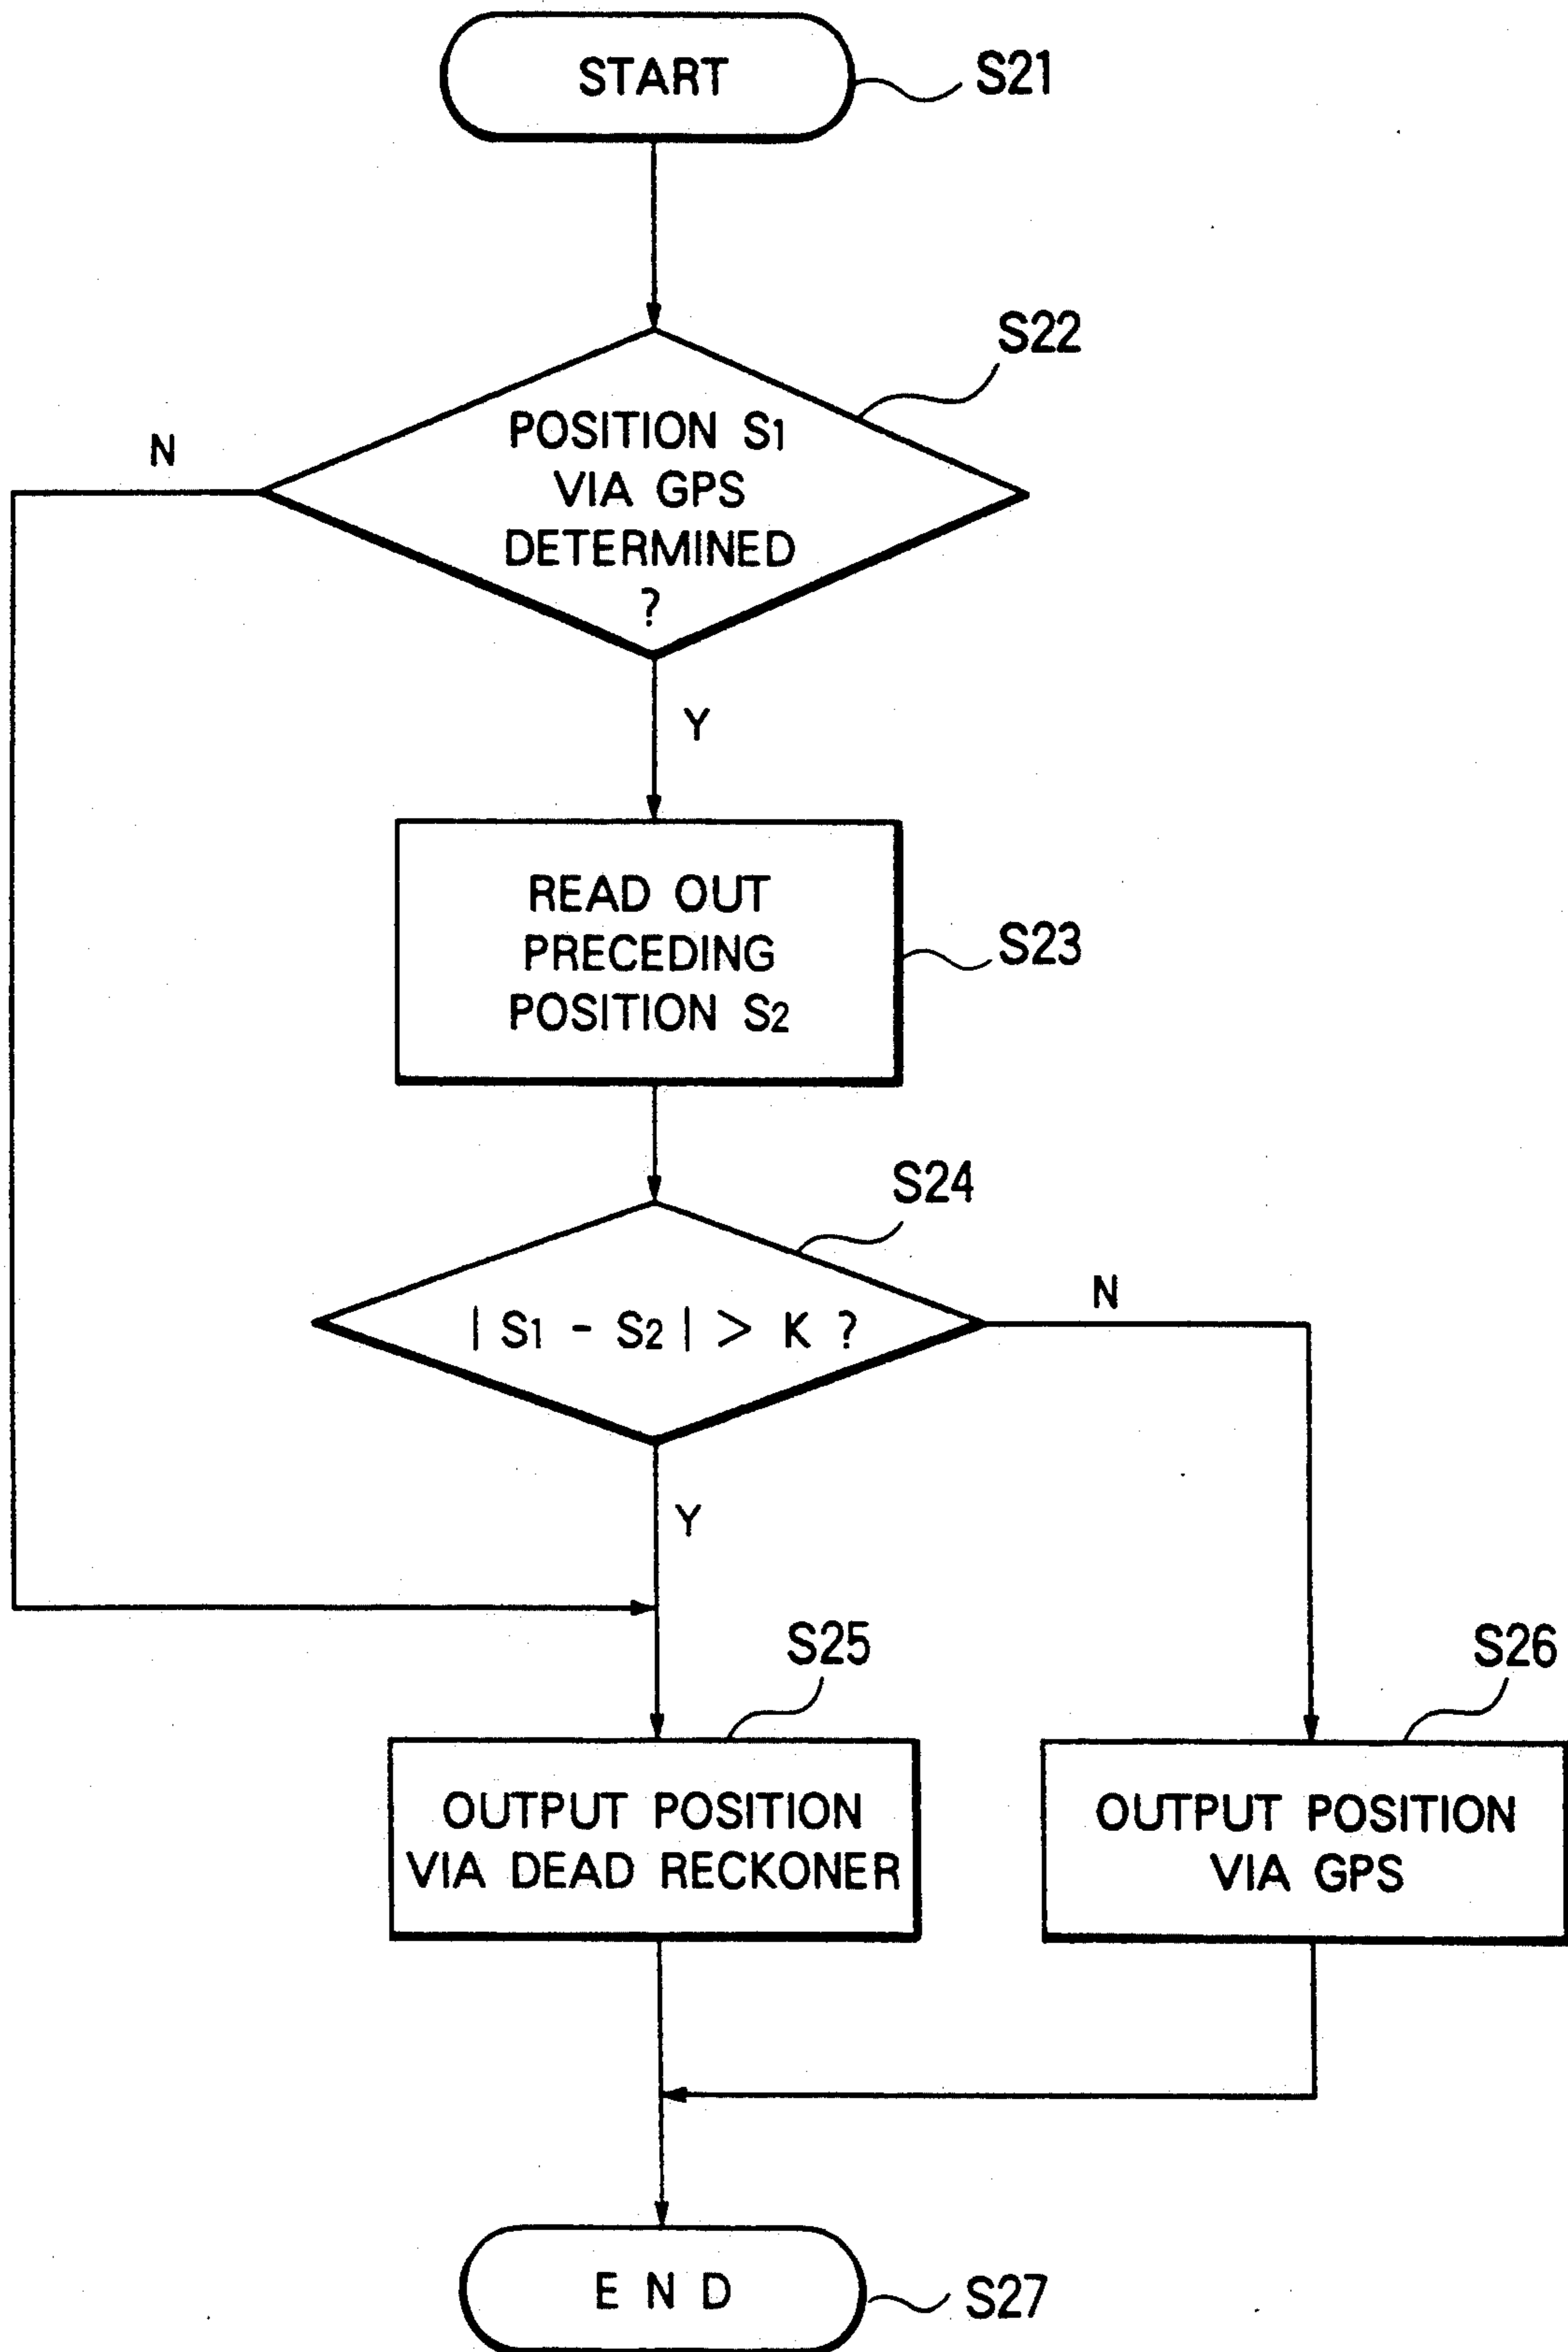 START
S21
S22
POSITION S1
VIA GPS
DETERMINED
?
N
Y
READ OUT
PRECEDING
POSITION S2
S23
S24
| S1 - S2 | > K ?
N
Y
S25
S26
OUTPUT POSITION
VIA DEAD RECKONER
OUTPUT POSITION
VIA GPS
END
S27